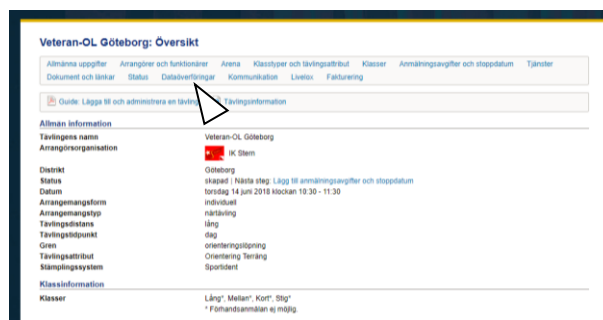 Veteran-OL Göteborg: Översikt
Allmänna uppgifter Arrangörer och funktionärer Arena Klasstyper och tävlingsattribut Klasser Anmälningsavgifter och stoppdatum Tjänster
Dokument och länkar Status Dataöverföringar Kommunikation Livelox Fakturering
Guide: Lägga till och administrera en tävling Tävlingsinformation
Allmän information
Tävlingens namn Veteran-OL Göteborg
Arrangörsorganisation IK Stern
Distrikt Göteborg
Status skapad | Nästa steg: Lägg till anmälningsavgifter och stoppdatum
Datum torsdag 14 juni 2018 klockan 10:30 - 11:30
Arrangemangsform individuell
Arrangemangstyp närtävling
Tävlingsdistans lång
Tävlingstidpunkt dag
Gren orienteringslöpning
Tävlingsattribut Orientering Terräng
Stämplingssystem Sportident
Klassinformation
Klasser Lång*, Mellan*, Kort*, Stig*
* Förhandsanmälan ej möjlig.